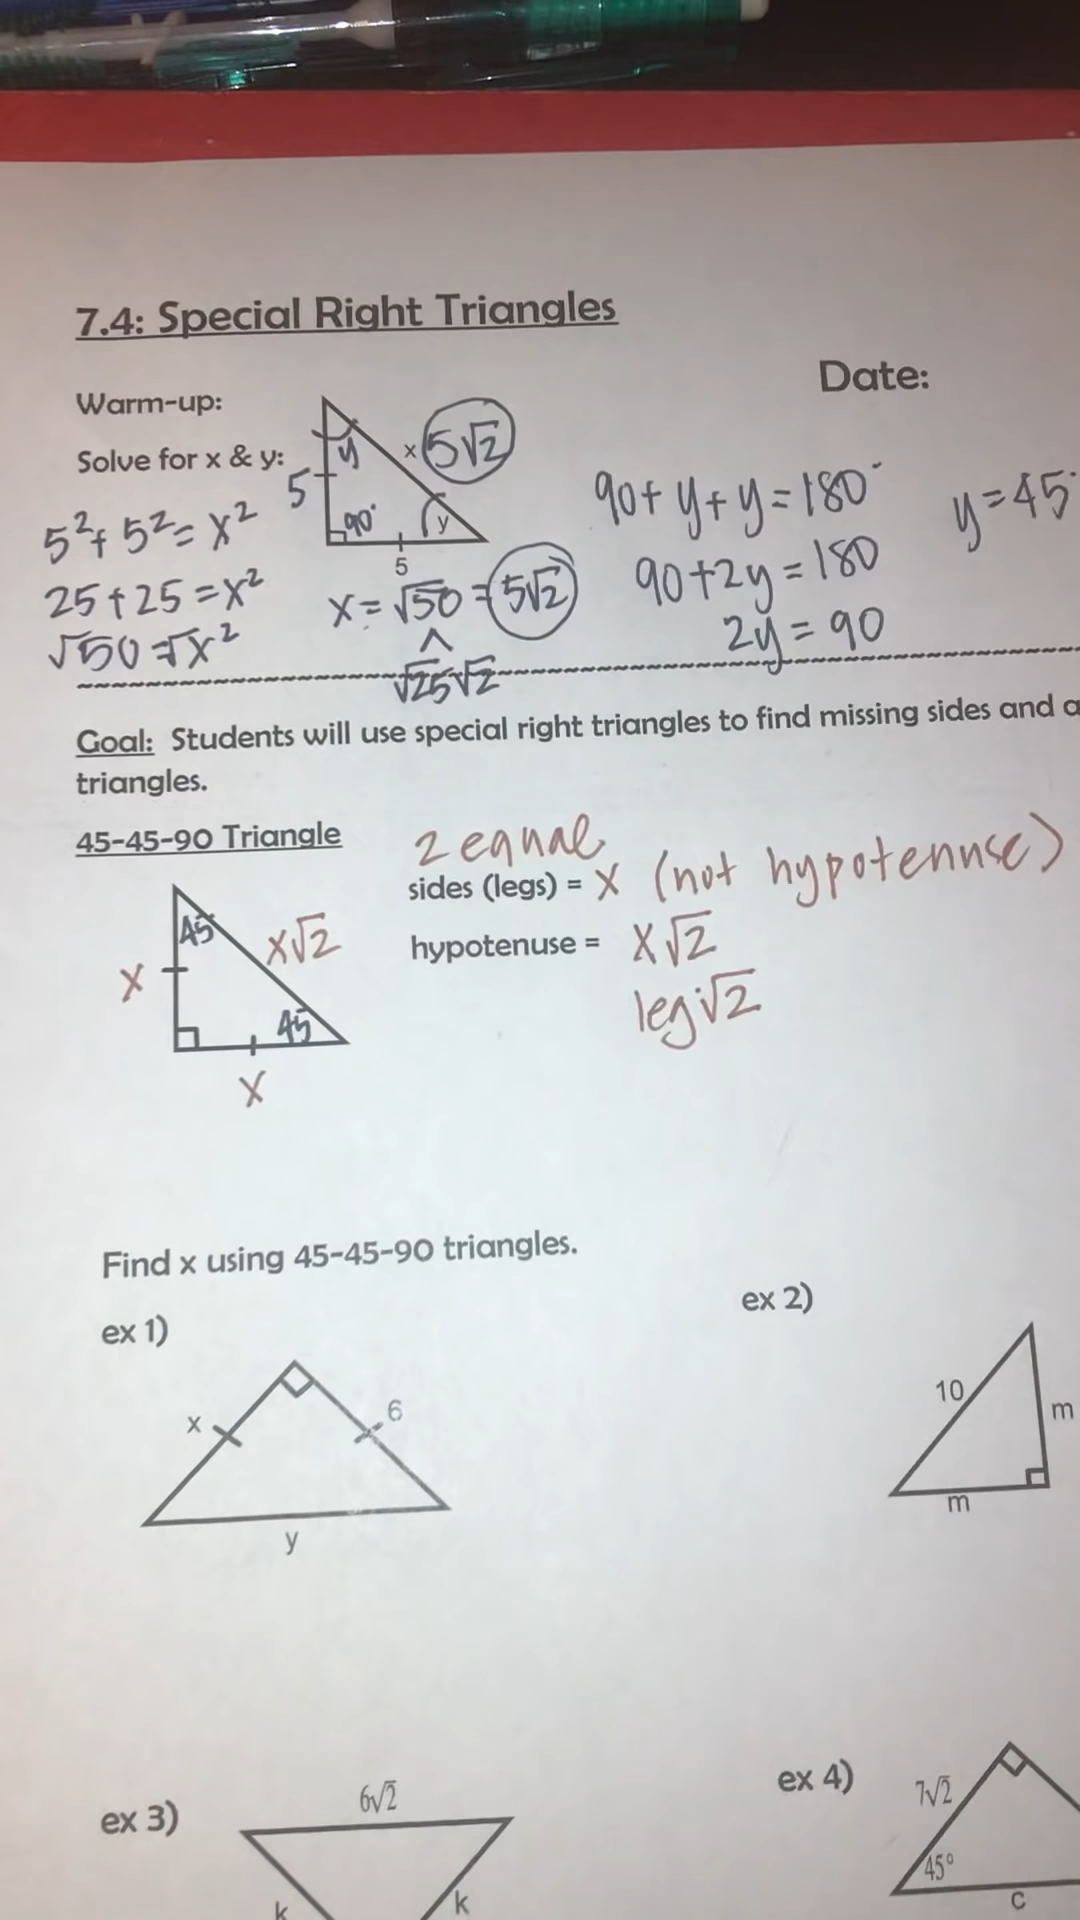 7.4: Special Right Triangles
Date:
Warm-up:
Solve for x & y:
5
y
x
5√2
90°
y
5
5² + 5² = x²
25 + 25 = x²
√50 = √x²
x = √50 = 5√2
√25√2
90 + y + y = 180°
90 + 2y = 180
2y = 90
y = 45°
Goal: Students will use special right triangles to find missing sides and a
triangles.
45-45-90 Triangle
2 equal
sides (legs) = x (not hypotenuse)
hypotenuse = x√2
leg√2
45
x√2
x
45
x
Find x using 45-45-90 triangles.
ex 1)
x
6
y
ex 2)
10
m
m
ex 3)
6√2
k
k
ex 4)
7√2
45°
c